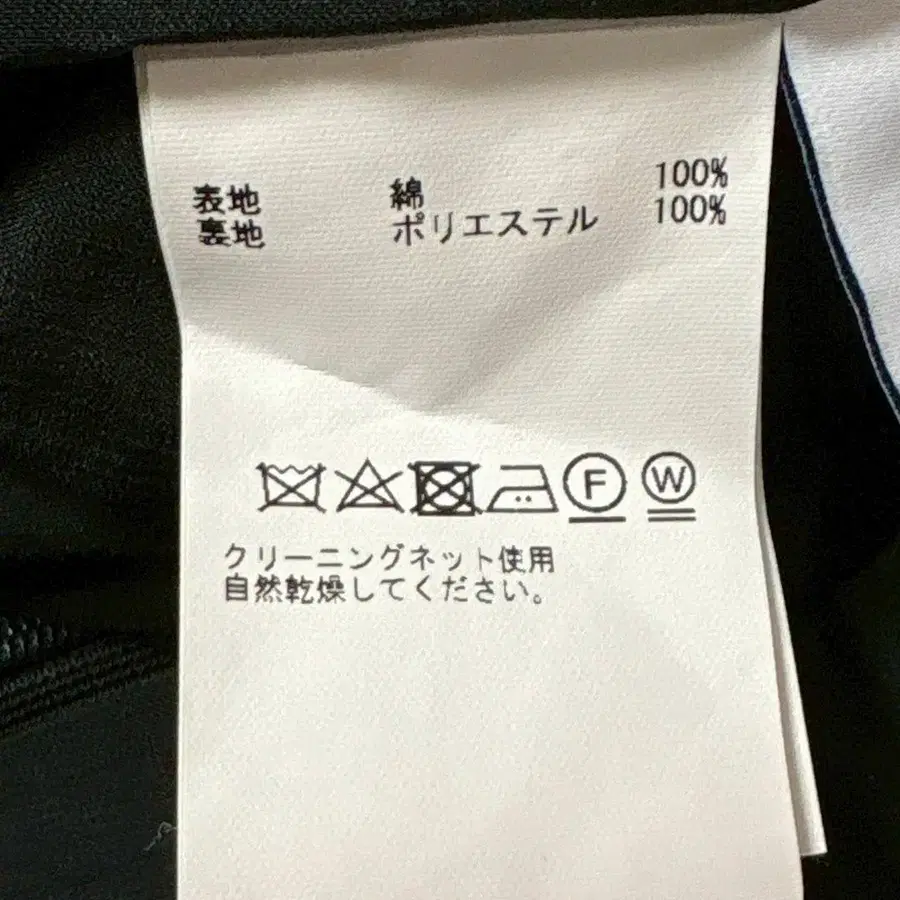 表地 綿 100%
裏地 ポリエステル 100%
F W
クリーニングネット使用
自然乾燥してください。